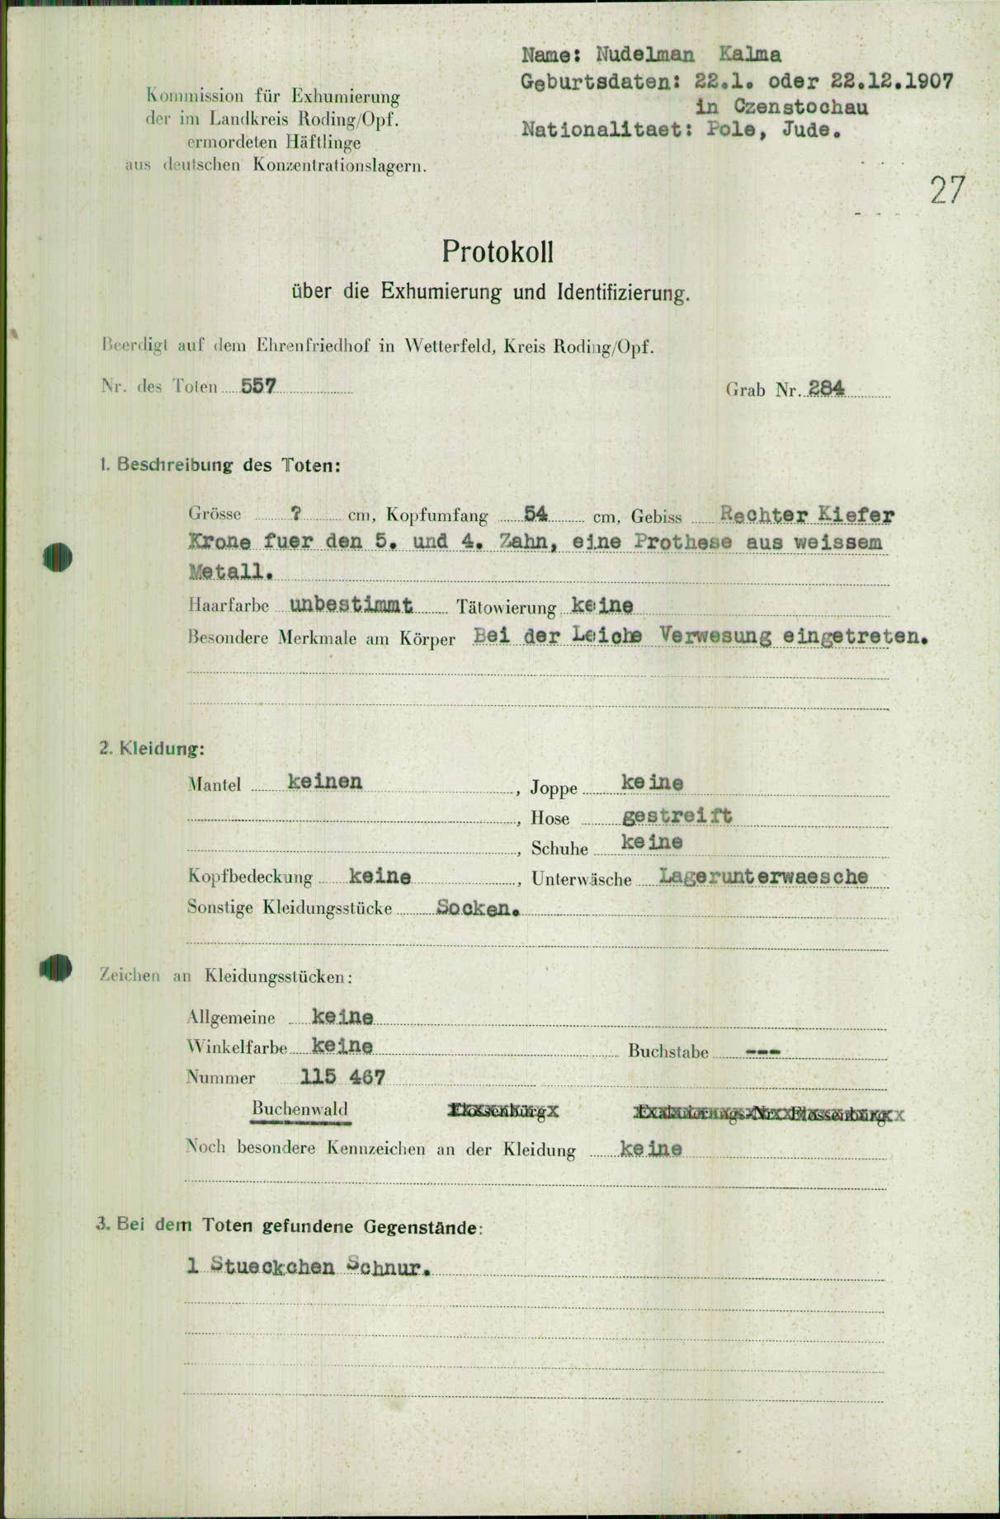 Name: Nudelman Kalma
Geburtsdaten: 22.1. oder 22.12.1907
in Czenstochau
Nationalitaet: Pole, Jude.
Kommission für Exhumierung
der im Landkreis Roding/Opf.
ermordeten Häftlinge
aus deutschen Konzentrationslagern.
27
Protokoll
über die Exhumierung und Identifizierung.
Beerdigt auf dem Ehrenfriedhof in Wetterfeld, Kreis Roding/Opf.
Nr. des Toten 557 Grab Nr. 284
1. Beschreibung des Toten:
Grösse ? cm, Kopfumfang 54 cm, Gebiss Rechter Kiefer
Krone fuer den 5. und 4. Zahn, eine Prothese aus weissem
Metall.
Haarfarbe unbestimmt Tätowierung keine
Besondere Merkmale am Körper Bei der Leiche Verwesung eingetreten.
2. Kleidung:
Mantel keinen, Joppe keine
, Hose gestreift
, Schuhe keine
Kopfbedeckung keine, Unterwäsche Lagerunterwaesche
Sonstige Kleidungsstücke Socken.
Zeichen an Kleidungsstücken:
Allgemeine keine
Winkelfarbe keine Buchstabe ---
Nummer 115 467
Buchenwald
Noch besondere Kennzeichen an der Kleidung keine
3. Bei dem Toten gefundene Gegenstände:
1 Stueckchen Schnur.